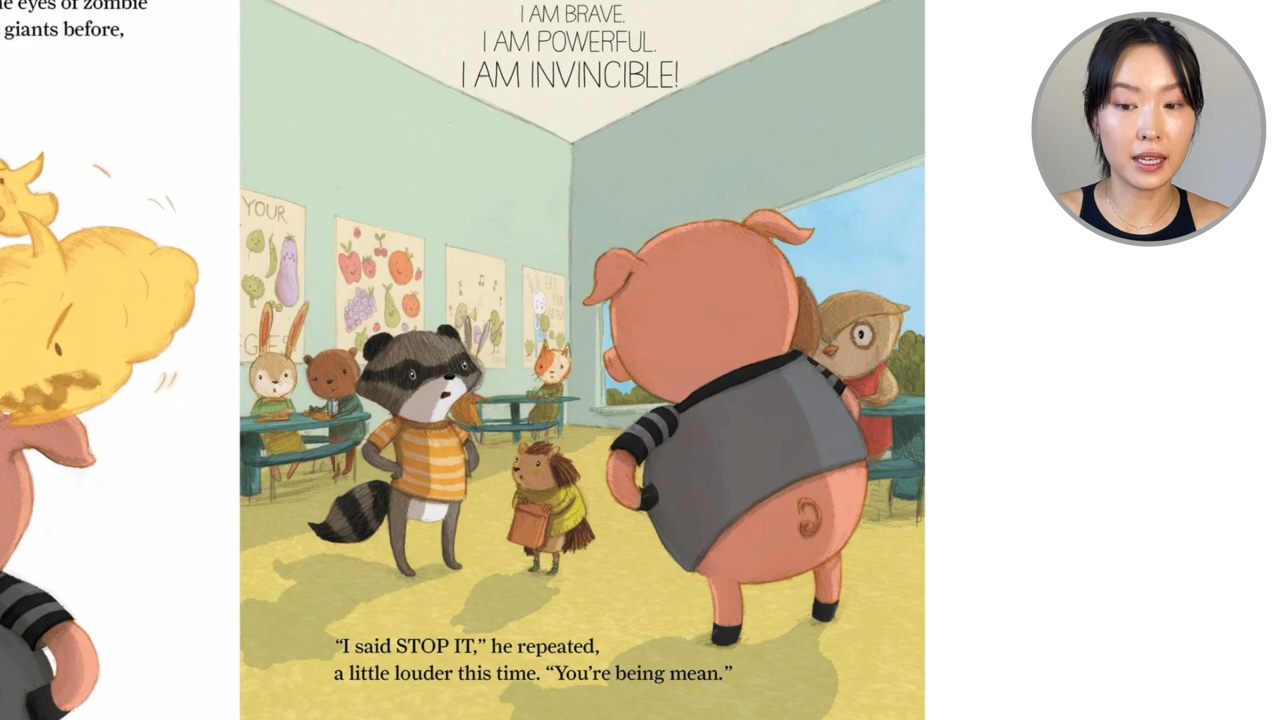 he eyes of zombie
giants before,
I AM BRAVE.
I AM POWERFUL.
I AM INVINCIBLE!
YOUR
“I said STOP IT,” he repeated,
a little louder this time. “You’re being mean.”